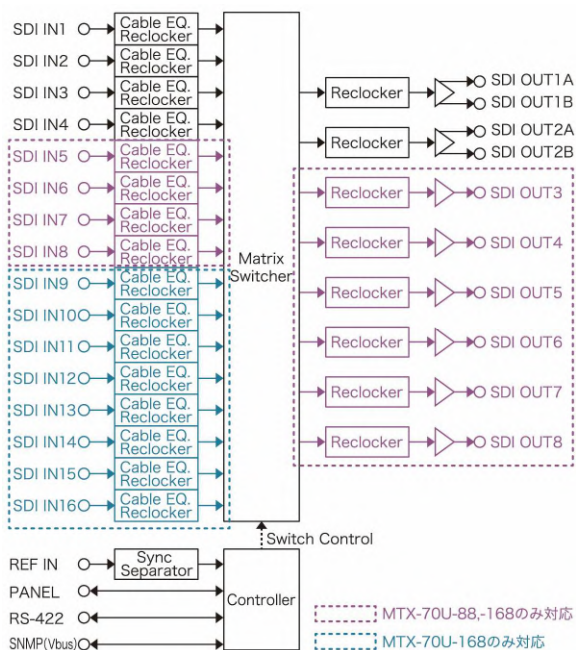 SDI IN1
Cable EQ.
Reclocker
SDI IN2
Cable EQ.
Reclocker
SDI IN3
Cable EQ.
Reclocker
SDI IN4
Cable EQ.
Reclocker
SDI IN5
Cable EQ.
Reclocker
SDI IN6
Cable EQ.
Reclocker
SDI IN7
Cable EQ.
Reclocker
SDI IN8
Cable EQ.
Reclocker
SDI IN9
Cable EQ.
Reclocker
SDI IN10
Cable EQ.
Reclocker
SDI IN11
Cable EQ.
Reclocker
SDI IN12
Cable EQ.
Reclocker
SDI IN13
Cable EQ.
Reclocker
SDI IN14
Cable EQ.
Reclocker
SDI IN15
Cable EQ.
Reclocker
SDI IN16
Cable EQ.
Reclocker
Matrix
Switcher
Reclocker
SDI OUT1A
SDI OUT1B
Reclocker
SDI OUT2A
SDI OUT2B
Reclocker
SDI OUT3
Reclocker
SDI OUT4
Reclocker
SDI OUT5
Reclocker
SDI OUT6
Reclocker
SDI OUT7
Reclocker
SDI OUT8
Switch Control
REF IN
Sync
Separator
PANEL
RS-422
SNMP(Vbus)
Controller
MTX-70U-88,-168のみ対応
MTX-70U-168のみ対応